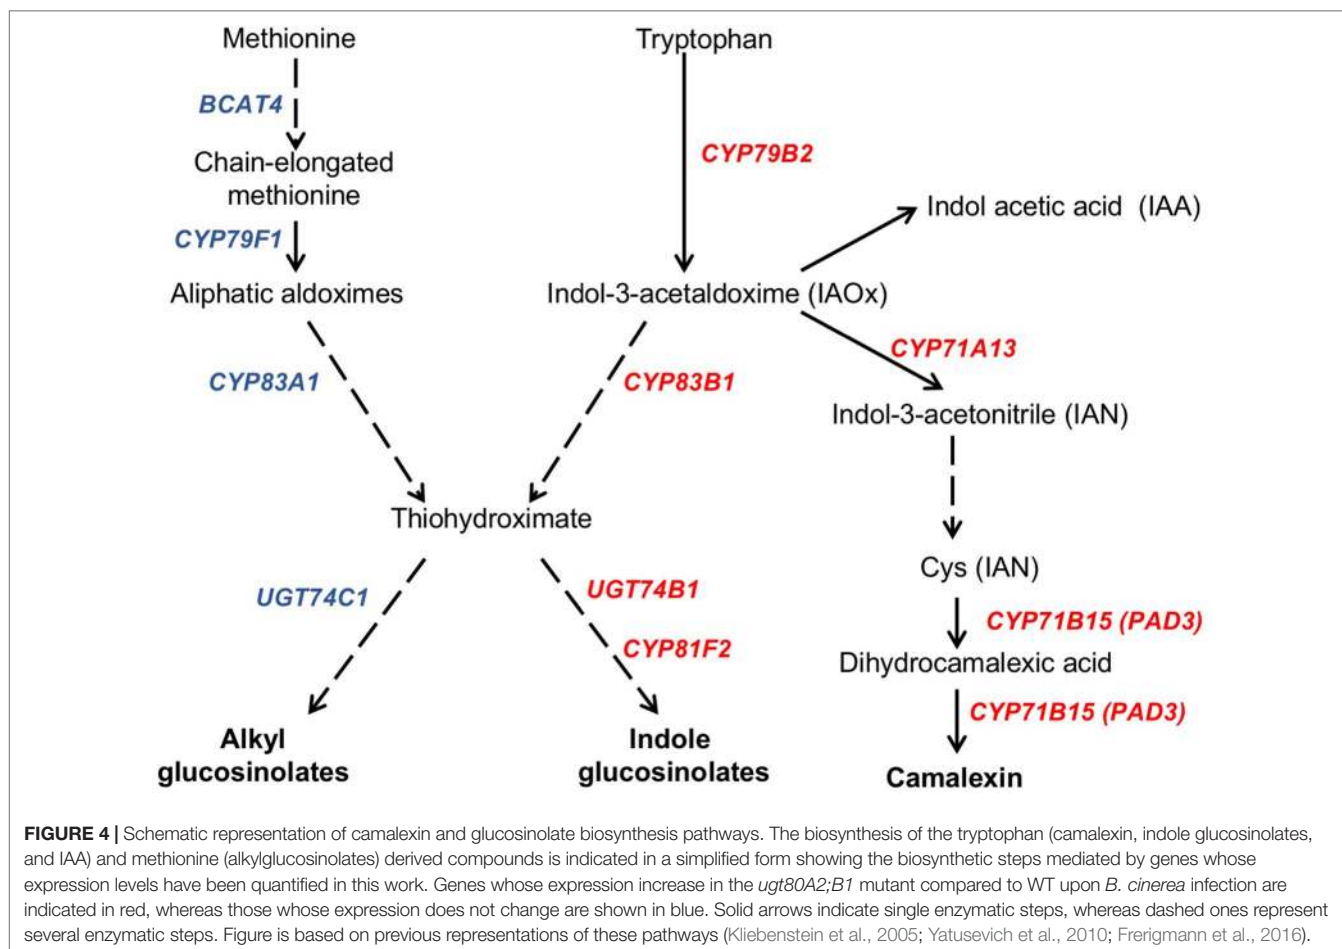 Methionine
Tryptophan
BCAT4
Chain-elongated
methionine
CYP79B2
CYP79F1
Indol acetic acid (IAA)
Aliphatic aldoximes
Indol-3-acetaldoxime (IAOx)
CYP71A13
CYP83A1
CYP83B1
Indol-3-acetonitrile (IAN)
Thiohydroximate
Cys (IAN)
UGT74C1
UGT74B1
CYP71B15 (PAD3)
CYP81F2
Dihydrocamalexic acid
CYP71B15 (PAD3)
Alkyl
glucosinolates
Indole
glucosinolates
Camalexin
FIGURE 4 | Schematic representation of camalexin and glucosinolate biosynthesis pathways. The biosynthesis of the tryptophan (camalexin, indole glucosinolates,
and IAA) and methionine (alkylglucosinolates) derived compounds is indicated in a simplified form showing the biosynthetic steps mediated by genes whose
expression levels have been quantified in this work. Genes whose expression increase in the ugt80A2;B1 mutant compared to WT upon B. cinerea infection are
indicated in red, whereas those whose expression does not change are shown in blue. Solid arrows indicate single enzymatic steps, whereas dashed ones represent
several enzymatic steps. Figure is based on previous representations of these pathways (Kliebenstein et al., 2005; Yatusevich et al., 2010; Frerigmann et al., 2016).